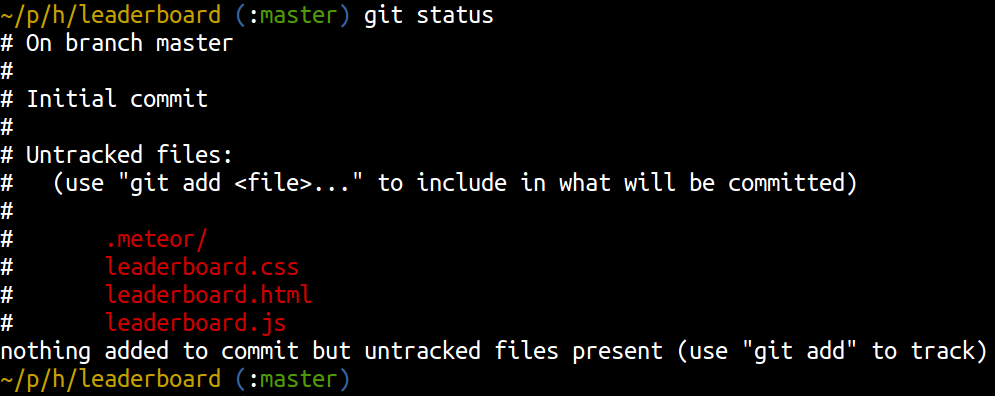 ~/p/h/leaderboard (:master) git status
# On branch master
#
# Initial commit
#
# Untracked files:
#   (use "git add <file>..." to include in what will be committed)
#
#       .meteor/
#       leaderboard.css
#       leaderboard.html
#       leaderboard.js
nothing added to commit but untracked files present (use "git add" to track)
~/p/h/leaderboard (:master)